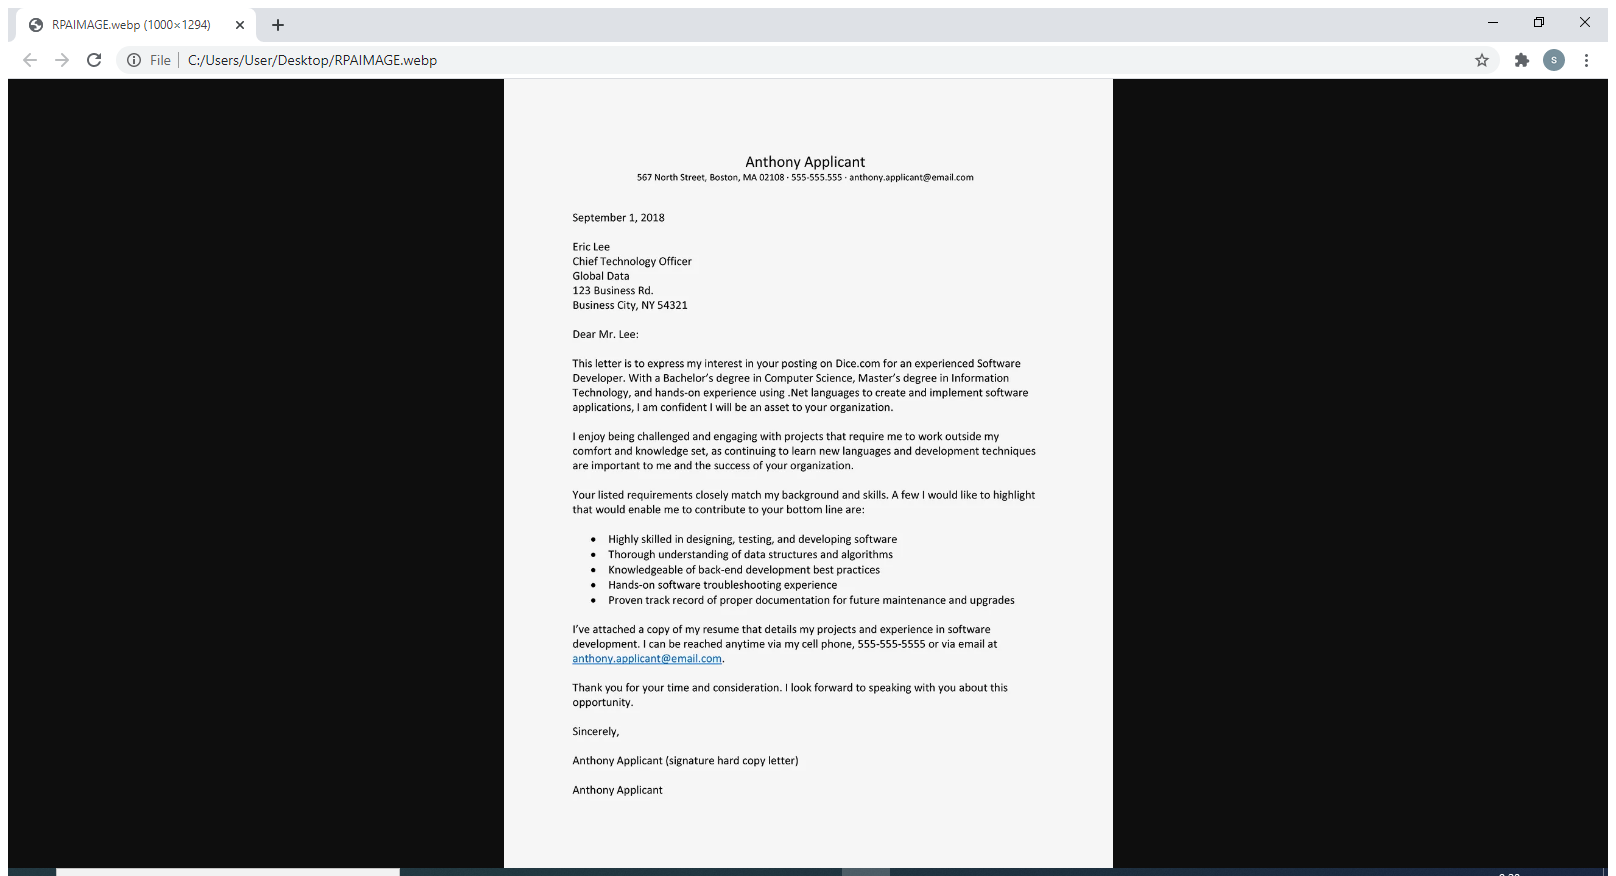 RPAIMAGE.webp (1000×1294)
File
C:/Users/User/Desktop/RPAIMAGE.webp
S
Anthony Applicant
567 North Street, Boston, MA 02108 · 555-555.555 · anthony.applicant@email.com
September 1, 2018
Eric Lee
Chief Technology Officer
Global Data
123 Business Rd.
Business City, NY 54321
Dear Mr. Lee:
This letter is to express my interest in your posting on Dice.com for an experienced Software
Developer. With a Bachelor’s degree in Computer Science, Master’s degree in Information
Technology, and hands-on experience using .Net languages to create and implement software
applications, I am confident I will be an asset to your organization.
I enjoy being challenged and engaging with projects that require me to work outside my
comfort and knowledge set, as continuing to learn new languages and development techniques
are important to me and the success of your organization.
Your listed requirements closely match my background and skills. A few I would like to highlight
that would enable me to contribute to your bottom line are:
• Highly skilled in designing, testing, and developing software
• Thorough understanding of data structures and algorithms
• Knowledgeable of back-end development best practices
• Hands-on software troubleshooting experience
• Proven track record of proper documentation for future maintenance and upgrades
I’ve attached a copy of my resume that details my projects and experience in software
development. I can be reached anytime via my cell phone, 555-555-5555 or via email at
anthony.applicant@email.com.
Thank you for your time and consideration. I look forward to speaking with you about this
opportunity.
Sincerely,
Anthony Applicant (signature hard copy letter)
Anthony Applicant